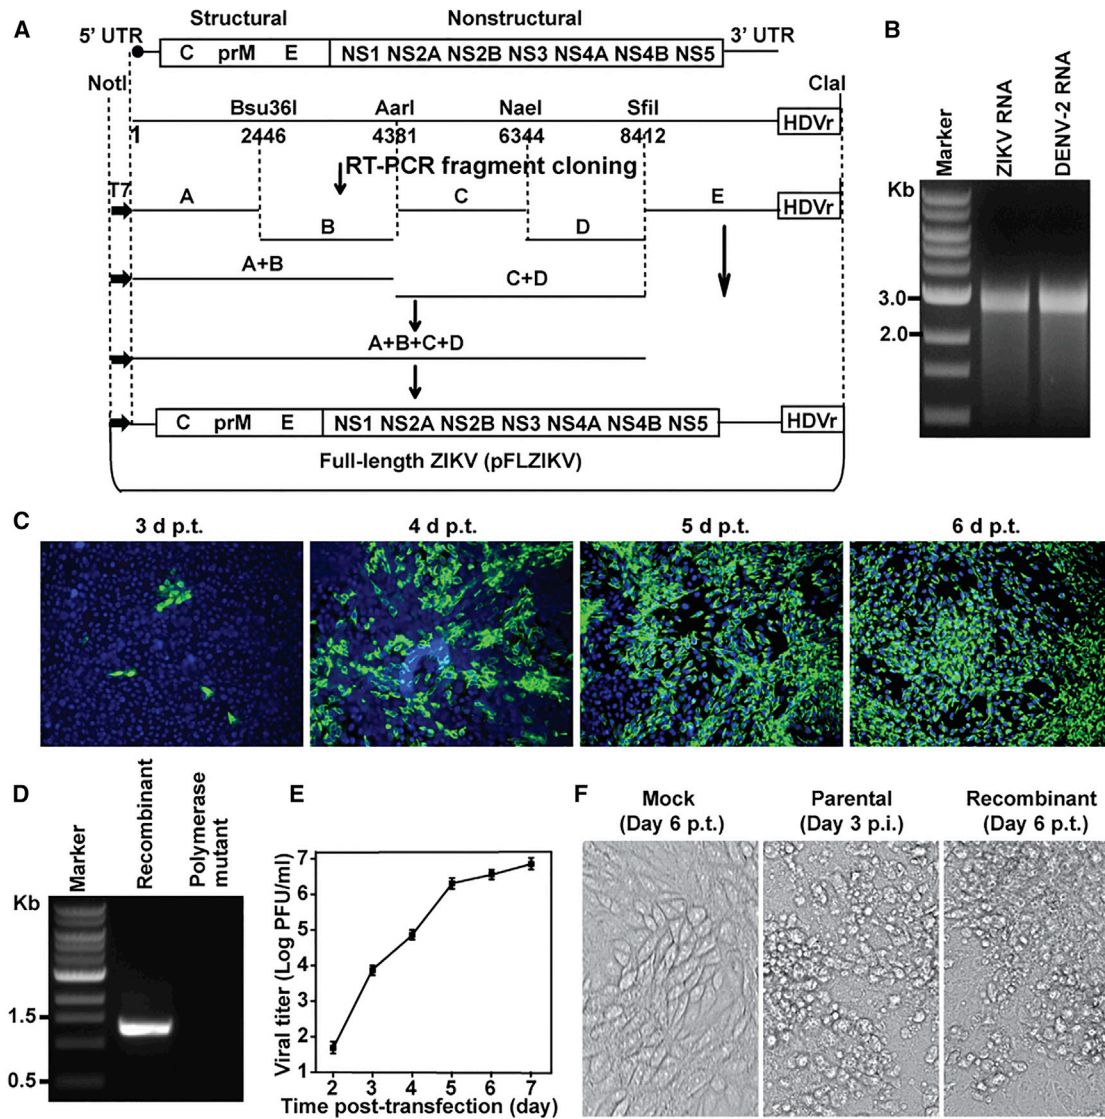 A
Structural Nonstructural
5' UTR 3' UTR
C prM E NS1 NS2A NS2B NS3 NS4A NS4B NS5
NotI ClaI
Bsu36I AarI NaeI SfiI
HDVr
1 2446 4381 6344 8412
RT-PCR fragment cloning
T7 A C E HDVr
B D
A+B C+D
A+B+C+D
C prM E NS1 NS2A NS2B NS3 NS4A NS4B NS5 HDVr
Full-length ZIKV (pFLZIKV)
B
Marker
ZIKV RNA
DENV-2 RNA
Kb
3.0
2.0
C
3 d p.t. 4 d p.t. 5 d p.t. 6 d p.t.
D
Marker
Recombinant
Polymerase
mutant
Kb
1.5
0.5
E
Viral titer (Log PFU/ml)
7
6
5
4
3
2
1
2 3 4 5 6 7
Time post-transfection (day)
F
Mock Parental Recombinant
(Day 6 p.t.) (Day 3 p.i.) (Day 6 p.t.)